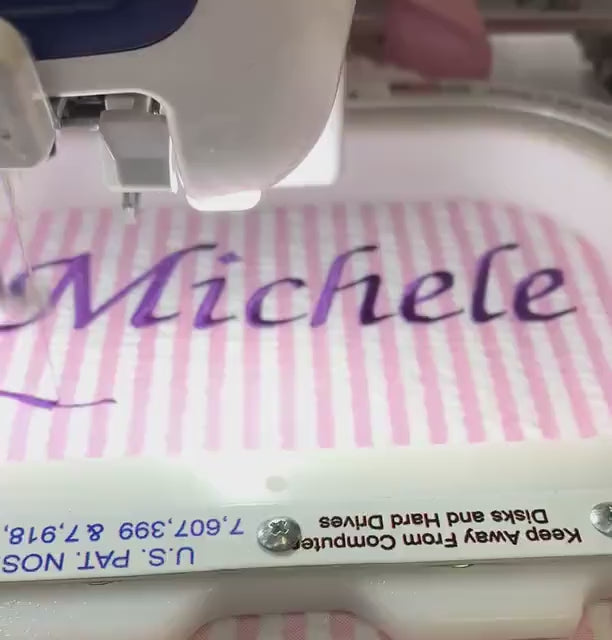 Michele
Keep Away From Computer
Disks and Hard Drives
U.S. PAT. NOS.
7,607,399 & 7,918,